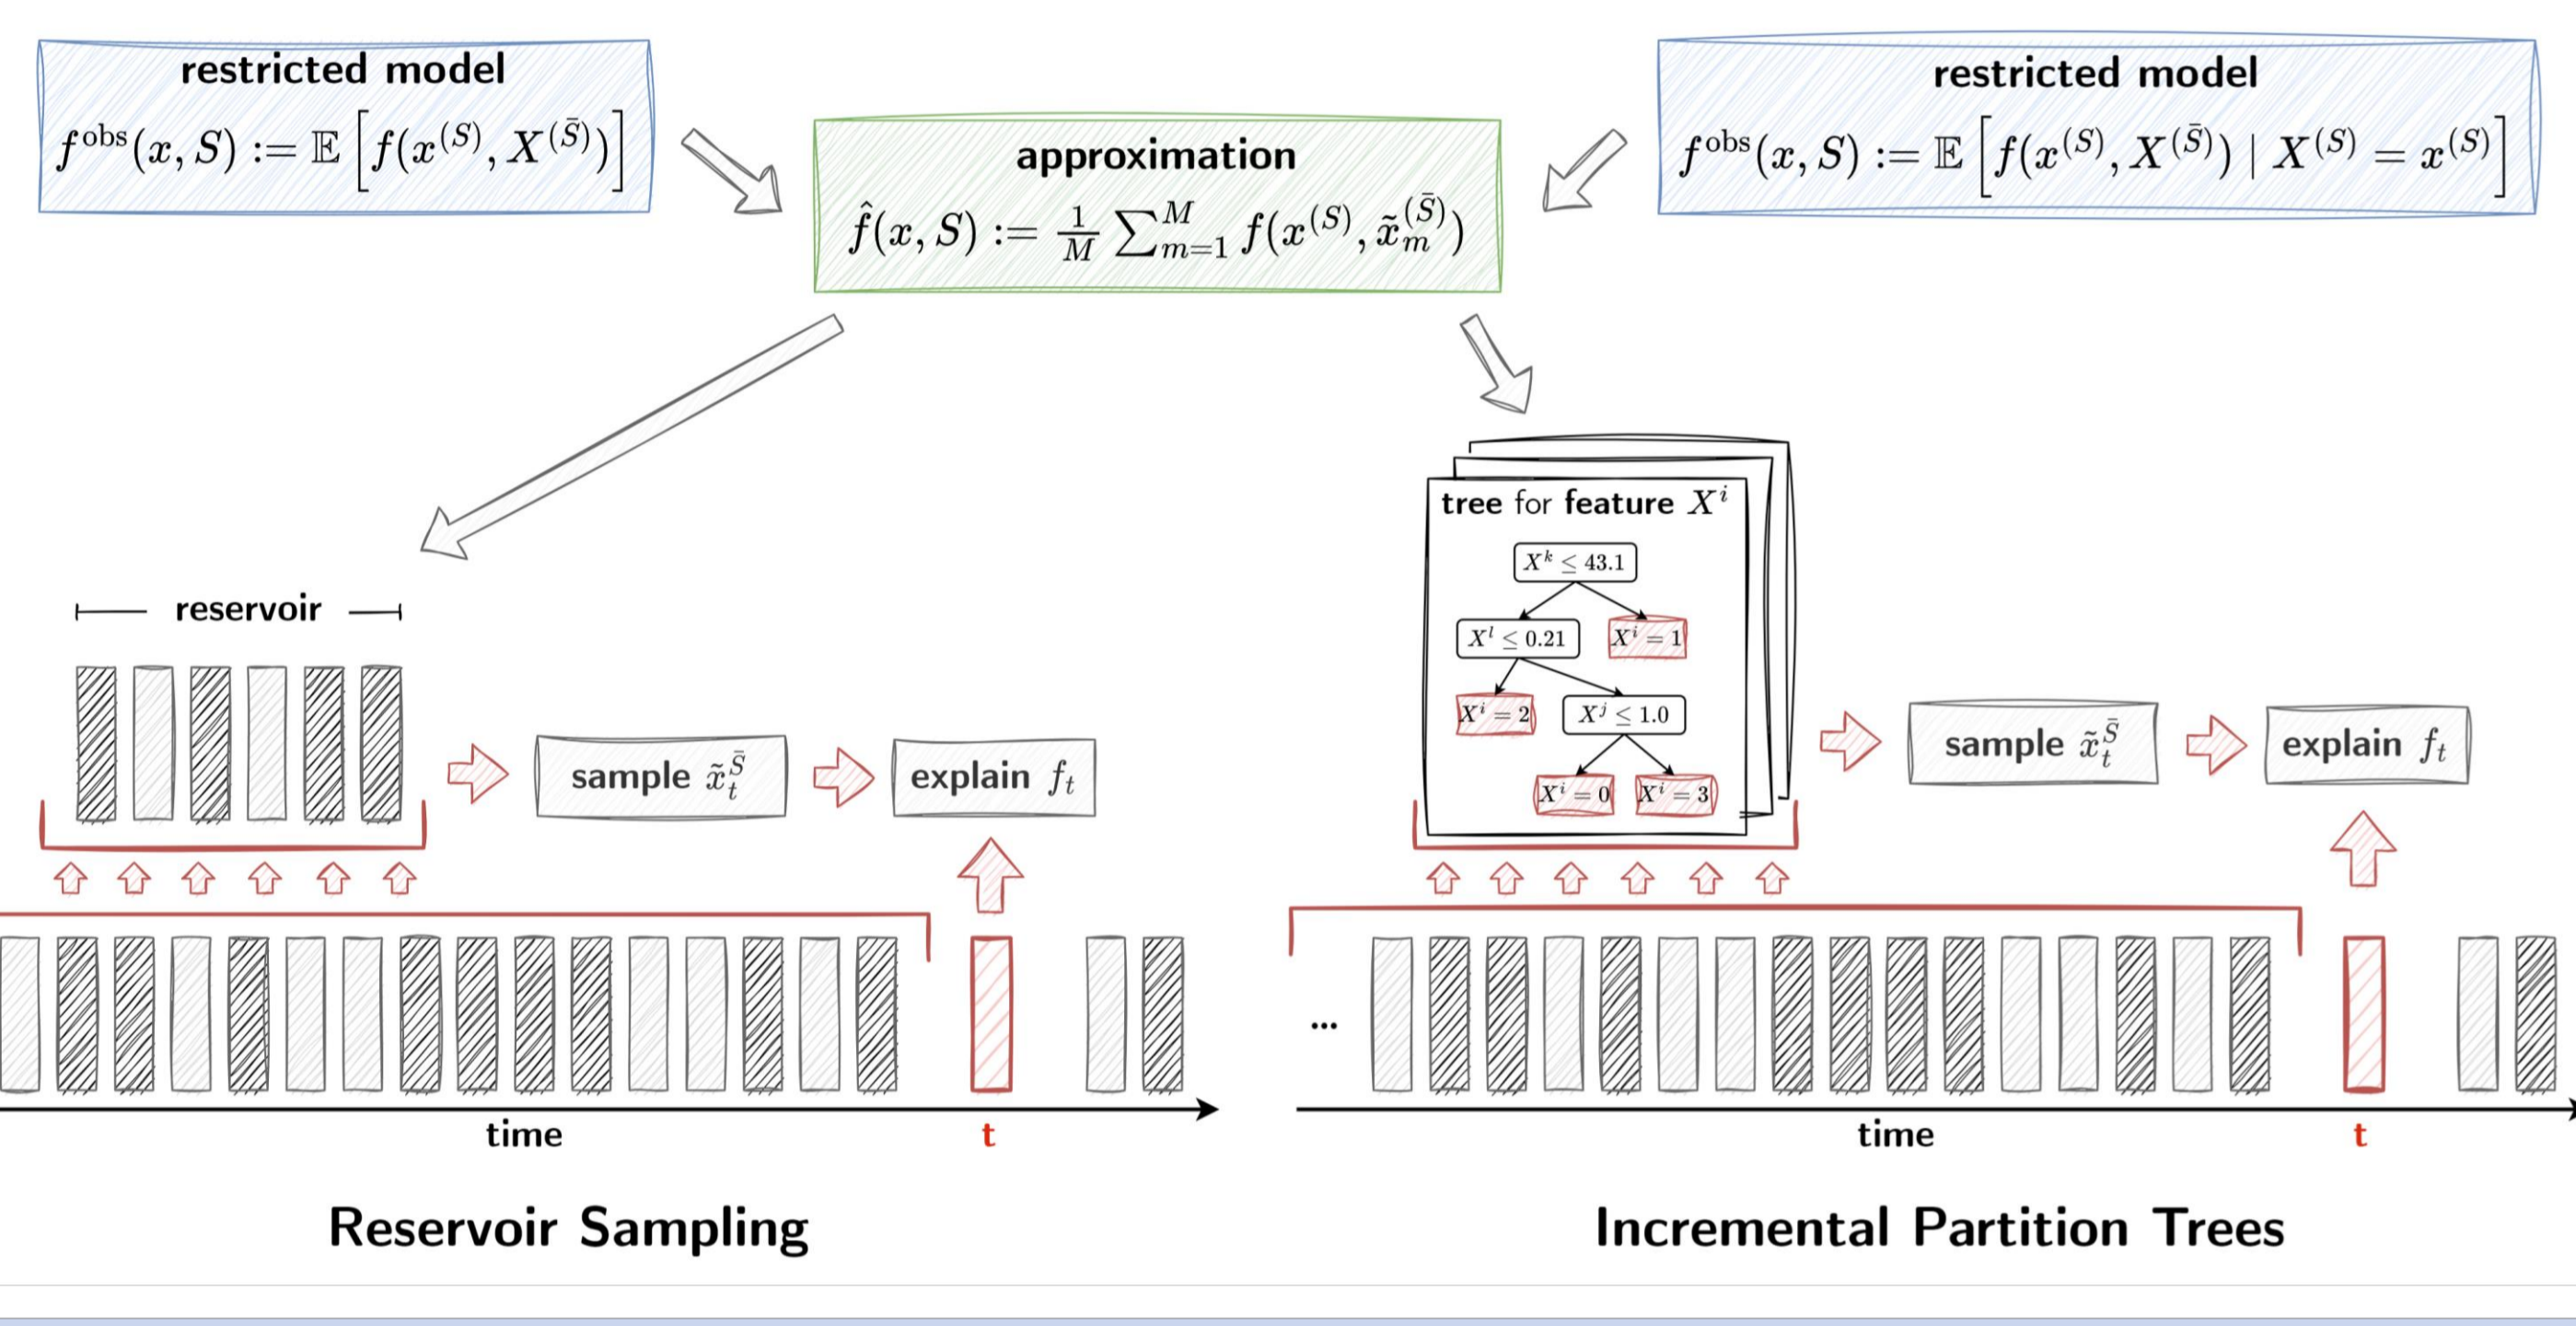 restricted model
f^obs(x, S) := 𝔼 [f(x^(S), X^(S̄))]
restricted model
f^obs(x, S) := 𝔼 [f(x^(S), X^(S̄)) | X^(S) = x^(S)]
approximation
f̂(x, S) := 1/M ∑_{m=1}^{M} f(x^(S), x̃_m^(S̄))
reservoir
sample x̃_t^S̄
explain f_t
time
t
Reservoir Sampling
tree for feature X^i
X^k ≤ 43.1
X^l ≤ 0.21
X^i = 1
X^i = 2
X^j ≤ 1.0
X^i = 0
X^i = 3
sample x̃_t^S̄
explain f_t
...
time
t
Incremental Partition Trees